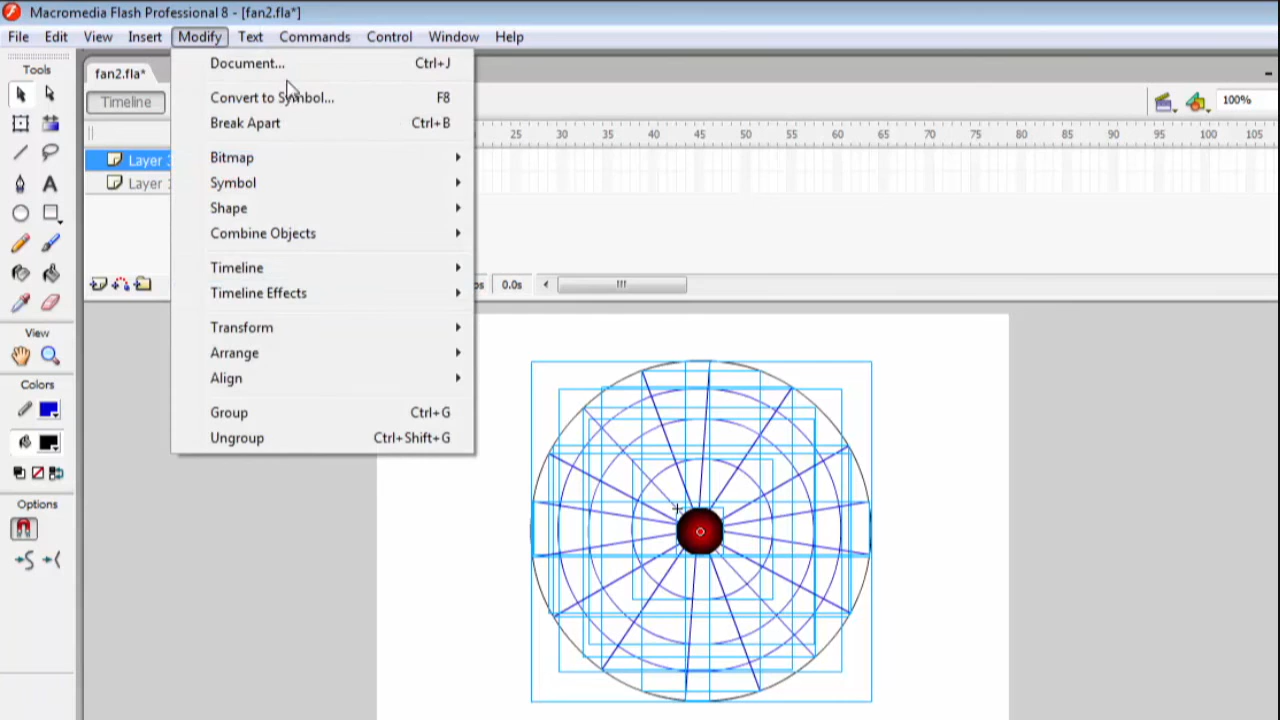 Macromedia Flash Professional 8 - [fan2.fla*]
File Edit View Insert Modify Text Commands Control Window Help
Tools
fan2.fla*
Timeline
100%
Document... Ctrl+J
Convert to Symbol... F8
Break Apart Ctrl+B
Bitmap
Symbol
Shape
Combine Objects
Timeline
Timeline Effects
Transform
Arrange
Align
Group Ctrl+G
Ungroup Ctrl+Shift+G
25 30 35 40 45 50 55 60 65 70 75 80 85 90 95 100 105
Layer
Layer
0.0s
View
Colors
Options